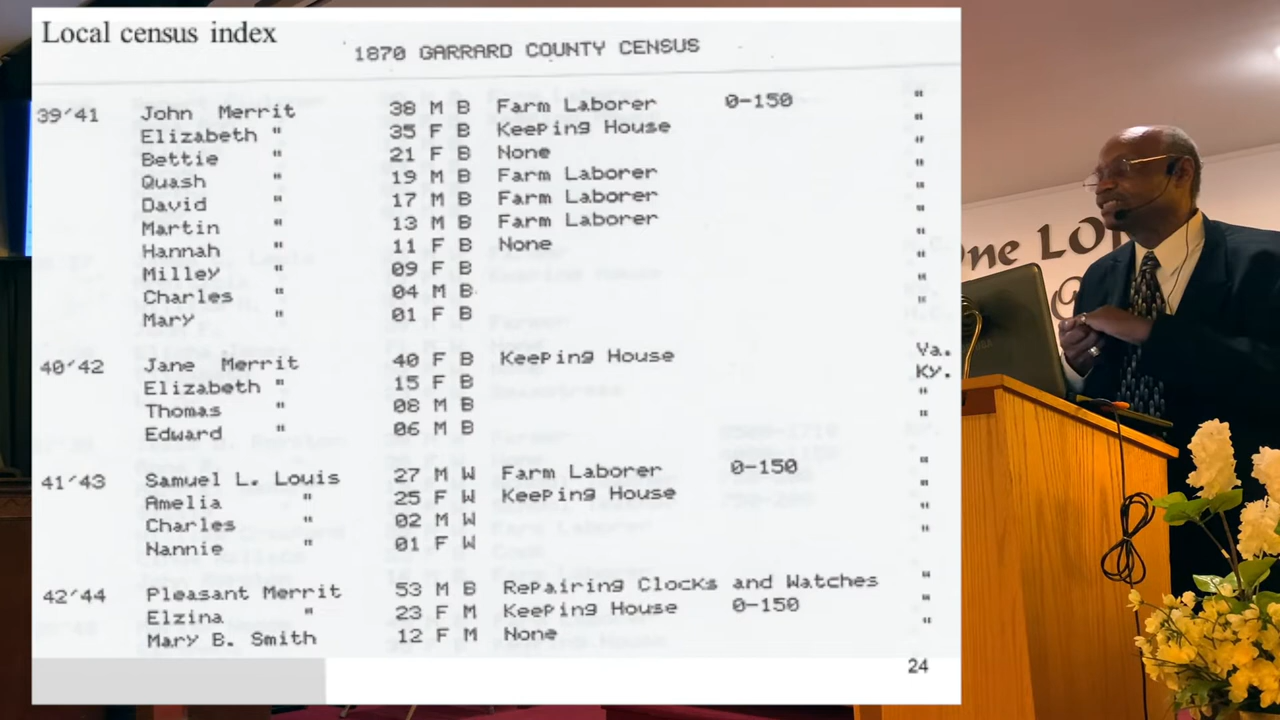 Local census index
1870 GARRARD COUNTY CENSUS
39/41 John Merrit 38 M B Farm Laborer 0-150 "
Elizabeth " 35 F B Keeping House "
Bettie " 21 F B None "
Quash " 19 M B Farm Laborer "
David " 17 M B Farm Laborer "
Martin " 13 M B Farm Laborer "
Hannah " 11 F B None "
Milley " 09 F B "
Charles " 04 M B "
Mary " 01 F B "
40/42 Jane Merrit 40 F B Keeping House Va.
Elizabeth " 15 F B Ky.
Thomas " 08 M B "
Edward " 06 M B "
41/43 Samuel L. Louis 27 M W Farm Laborer 0-150 "
Amelia " 25 F W Keeping House "
Charles " 02 M W "
Nannie " 01 F W "
42/44 Pleasant Merrit 53 M B Repairing Clocks and Watches "
Elzina " 23 F M Keeping House 0-150 "
Mary B. Smith 12 F M None "
24
One